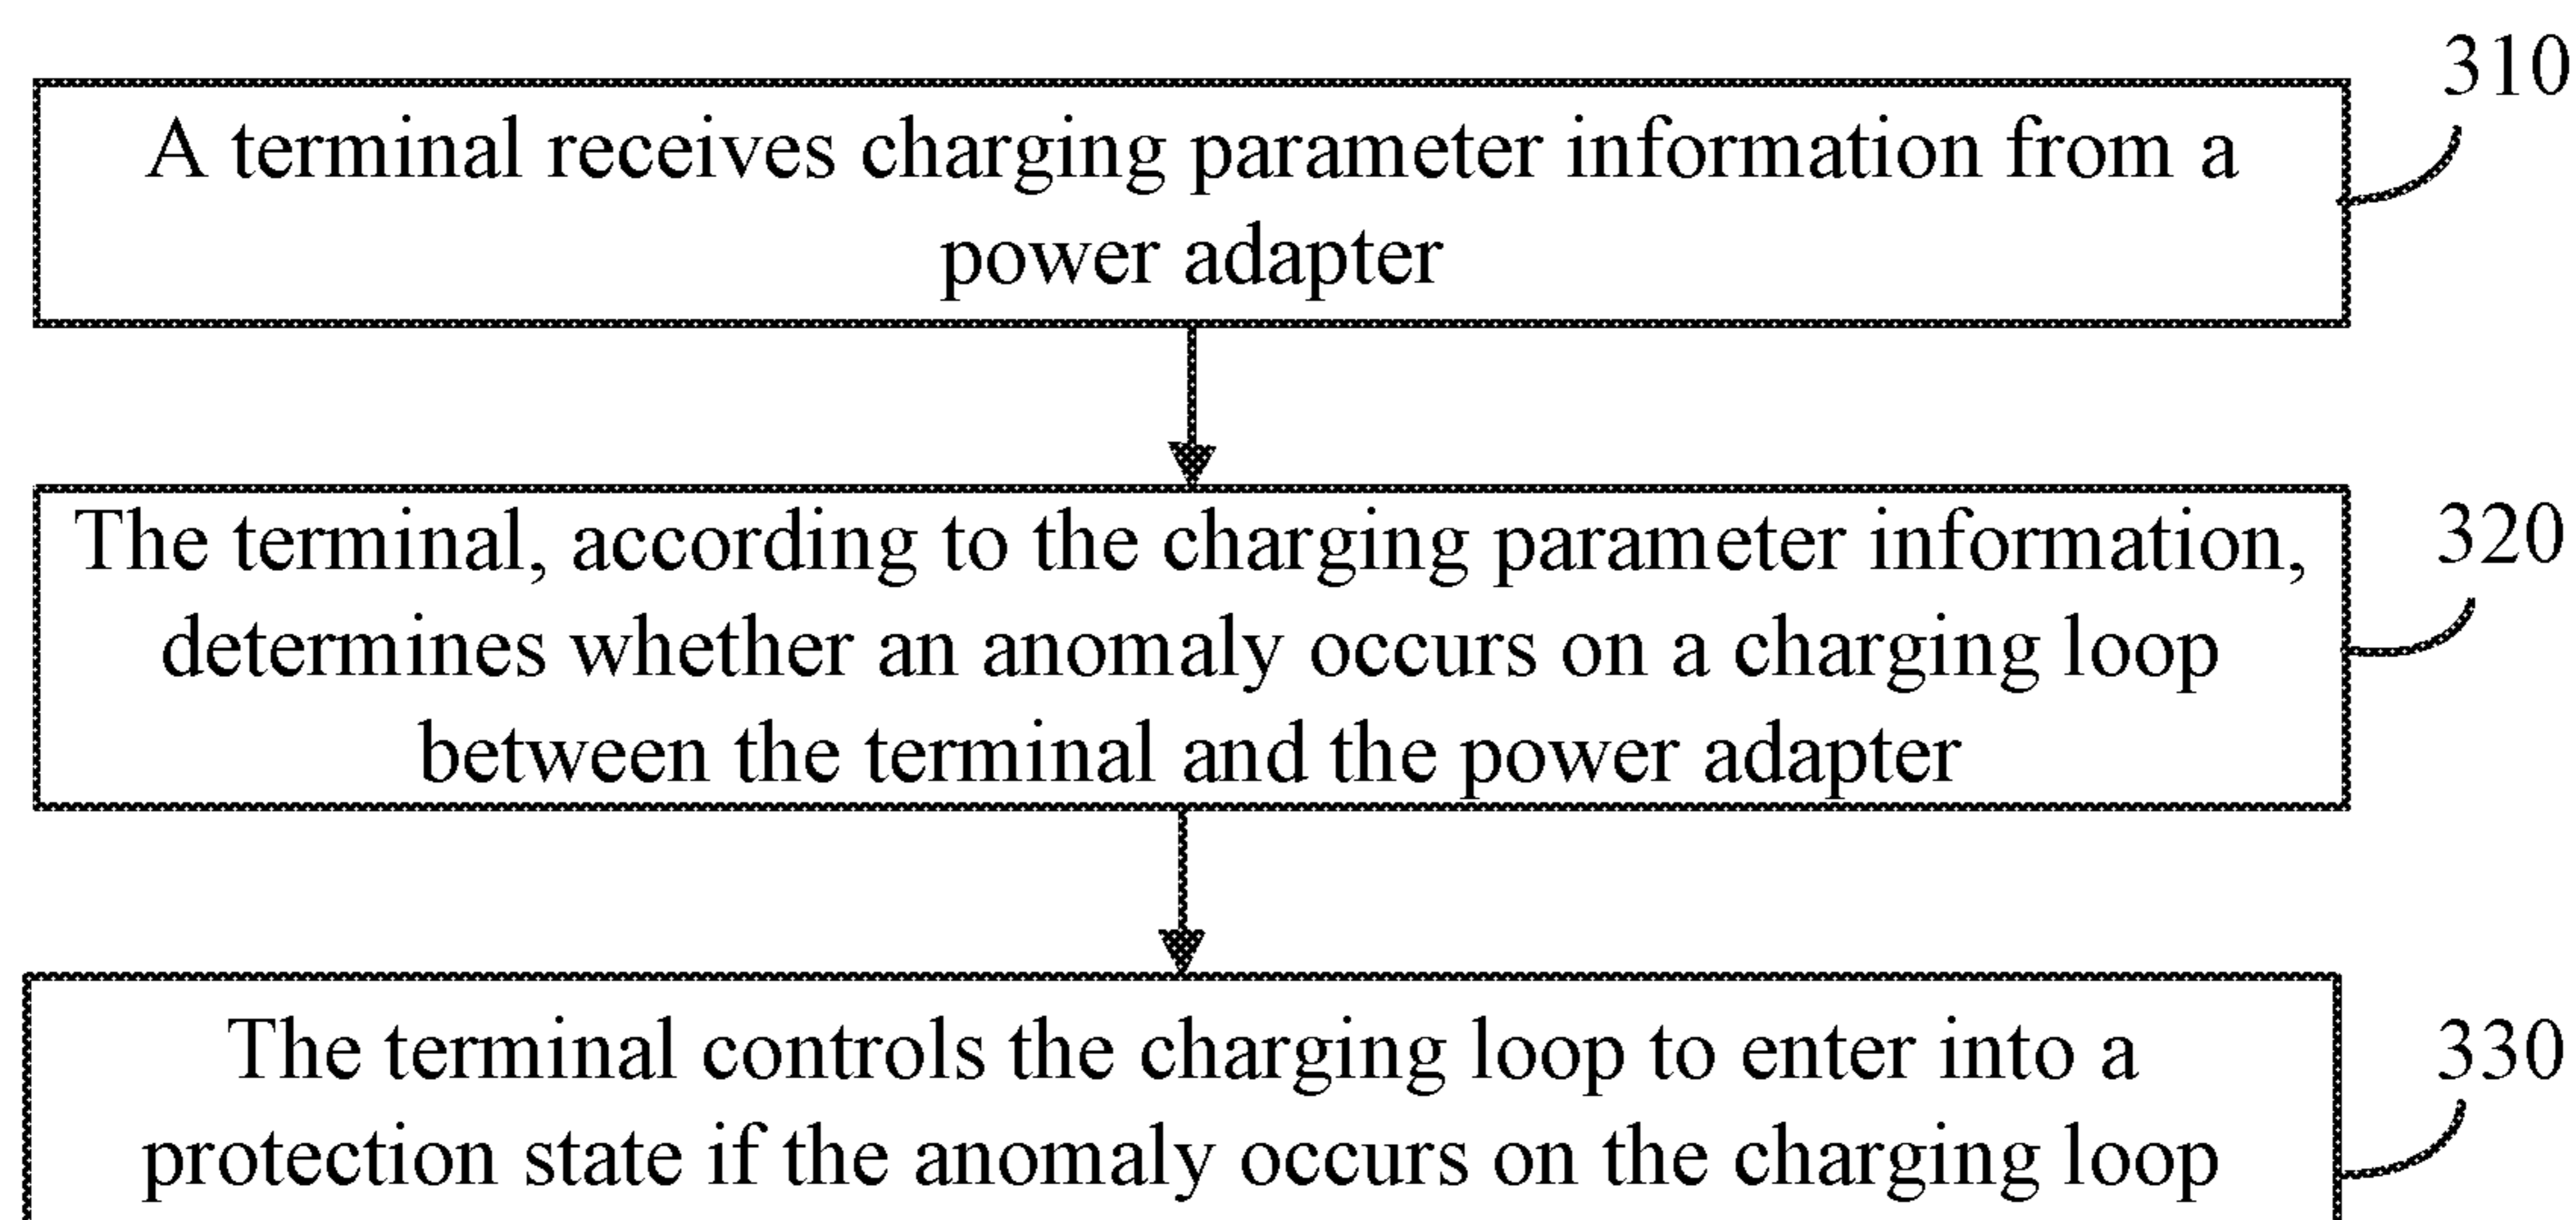 310
A terminal receives charging parameter information from a
power adapter
320
The terminal, according to the charging parameter information,
determines whether an anomaly occurs on a charging loop
between the terminal and the power adapter
330
The terminal controls the charging loop to enter into a
protection state if the anomaly occurs on the charging loop